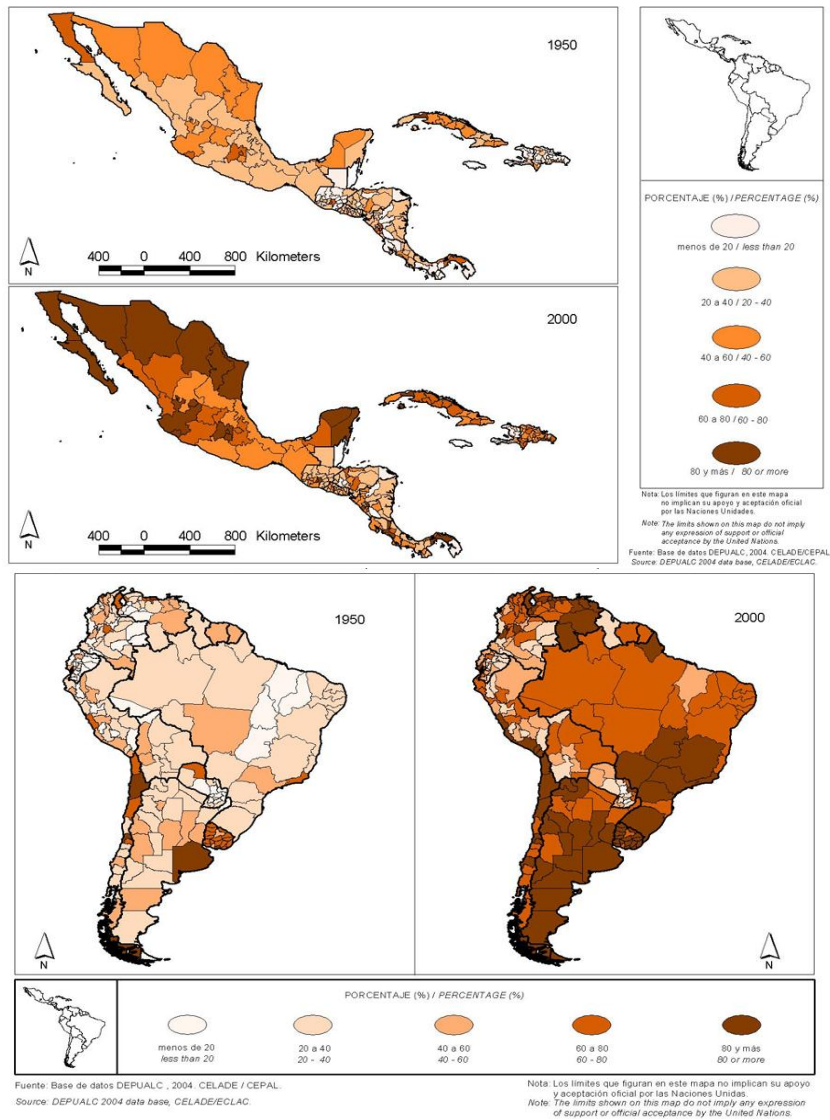 1950
N
400 0 400 800 Kilometers
2000
N
400 0 400 800 Kilometers
PORCENTAJE (%) / PERCENTAGE (%)
menos de 20 / less than 20
20 a 40 / 20 - 40
40 a 60 / 40 - 60
60 a 80 / 60 - 80
80 y más / 80 or more
Nota: Los límites que figuran en este mapa
no implican su apoyo y aceptación oficial
por las Naciones Unidades.
Note: The limits shown on this map do not imply
any expression of support or official
acceptance by the United Nations.
Fuente: Base de datos DEPUALC, 2004. CELADE/CEPAL
Source: DEPUALC 2004 data base, CELADE/ECLAC.
1950
N
2000
N
PORCENTAJE (%) / PERCENTAGE (%)
menos de 20
less than 20
20 a 40
20 - 40
40 a 60
40 - 60
60 a 80
60 - 80
80 y más
80 or more
Fuente: Base de datos DEPUALC , 2004. CELADE / CEPAL.
Source: DEPUALC 2004 data base, CELADE/ECLAC.
Nota: Los límites que figuran en este mapa no implican su apoyo
y aceptación oficial por las Naciones Unidas.
Note: The limits shown on this map do not imply any expression
of support or official acceptance by the United Nations.